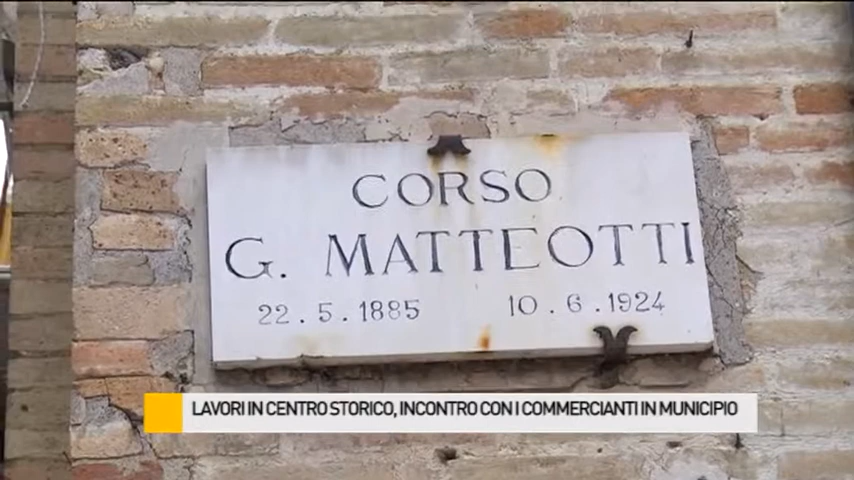 CORSO
G. MATTEOTTI
22.5.1885 10.6.1924
LAVORI IN CENTRO STORICO, INCONTRO CON I COMMERCIANTI IN MUNICIPIO